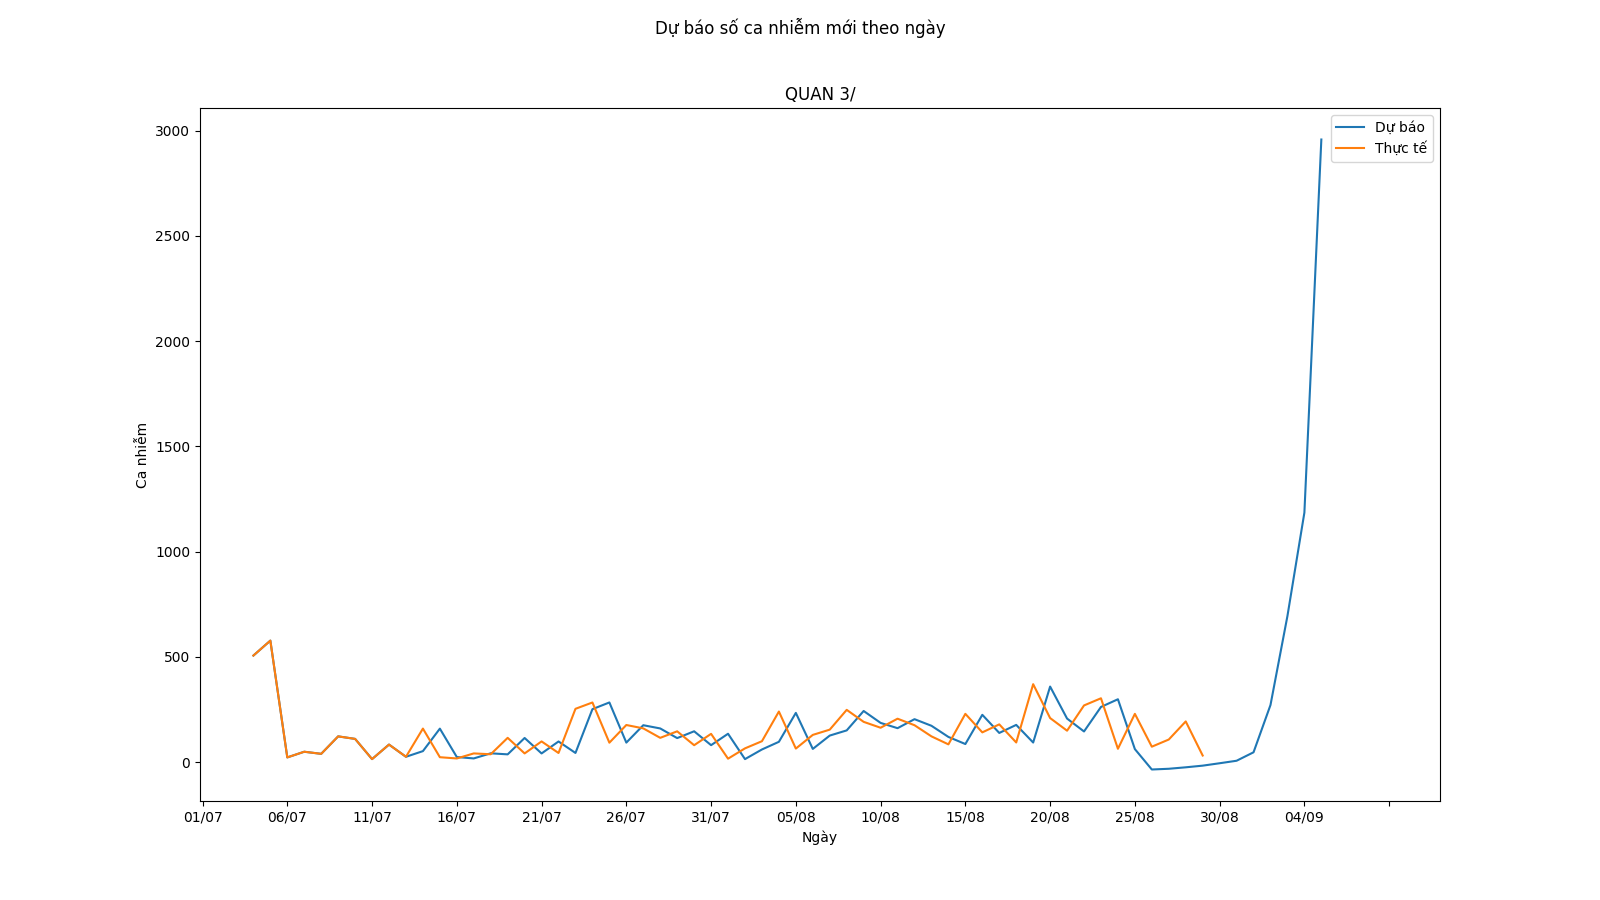 Dự báo số ca nhiễm mới theo ngày
QUAN 3/
Dự báo
Thực tế
3000
2500
2000
1500
1000
500
0
Ca nhiễm
01/07 06/07 11/07 16/07 21/07 26/07 31/07 05/08 10/08 15/08 20/08 25/08 30/08 04/09
Ngày